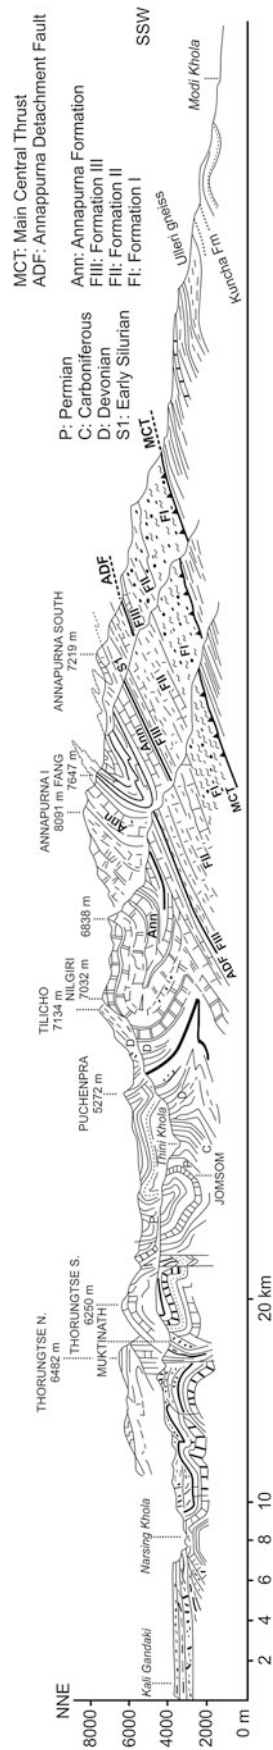 NNE
8000
6000
4000
2000
0 m
2
4
6
8
10
20 km
Kali Gandaki
Narsing Khola
THORUNGTSE N.
6482 m
THORUNGTSE S.
6250 m
MUKTINATH
PUCHENPRA
5272 m
Thini Khola
JOMSOM
P
C
D
D
D
TILICHO
7134 m
NILGIRI
7032 m
6838 m
ANNAPURNA I
8091 m
FANG
7647 m
ANNAPURNA SOUTH
7219 m
Ann
Ann
Ann
S1
ADF
ADF
FIII
FIII
FIII
FII
FII
FII
FII
FI
FI
FI
MCT
MCT
Ulleri gneiss
Kuncha Fm
Modi Khola
SSW
P: Permian
C: Carboniferous
D: Devonian
S1: Early Silurian
MCT: Main Central Thrust
ADF: Annappurna Detachment Fault
Ann: Annapurna Formation
FIII: Formation III
FII: Formation II
FI: Formation I